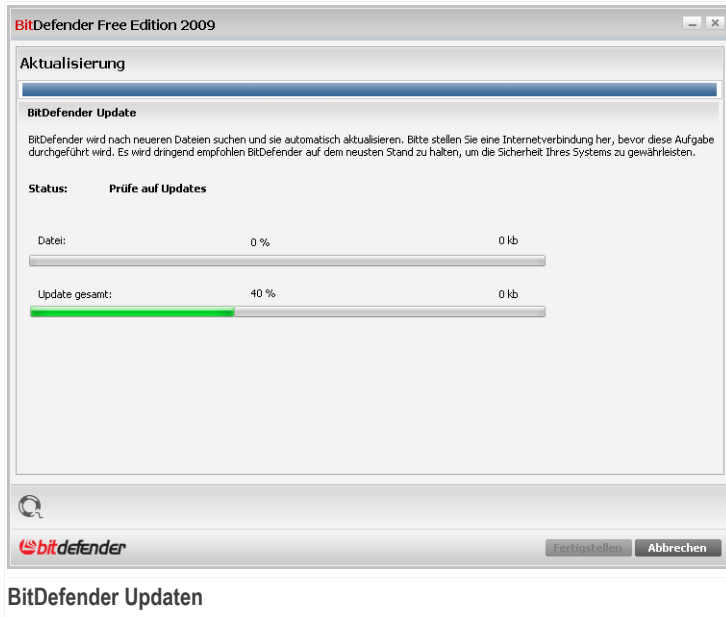 BitDefender Free Edition 2009
Aktualisierung
BitDefender Update
BitDefender wird nach neueren Dateien suchen und sie automatisch aktualisieren. Bitte stellen Sie eine Internetverbindung her, bevor diese Aufgabe
durchgeführt wird. Es wird dringend empfohlen BitDefender auf dem neusten Stand zu halten, um die Sicherheit Ihres Systems zu gewährleisten.
Status: Prüfe auf Updates
Datei: 0 % 0 kb
Update gesamt: 40 % 0 kb
bitdefender
Fertigstellen Abbrechen
BitDefender Updaten